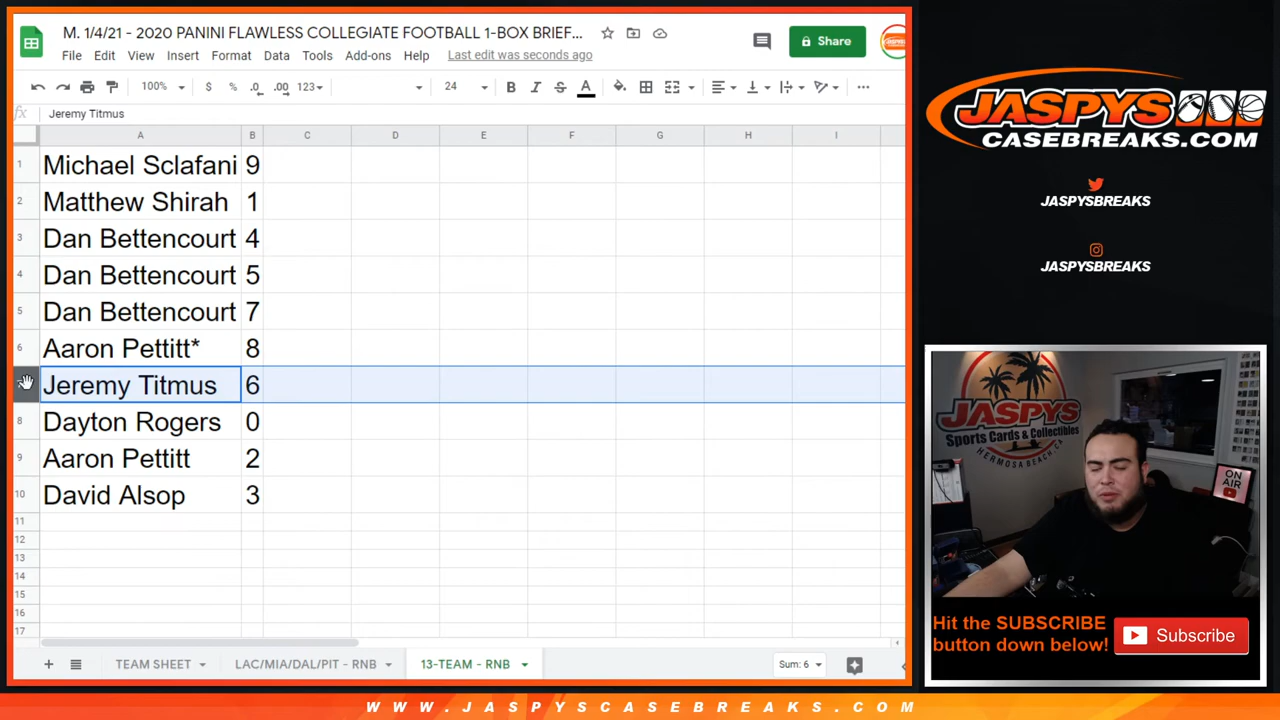 M. 1/4/21 - 2020 PANINI FLAWLESS COLLEGIATE FOOTBALL 1-BOX BRIEF...
Share
File Edit View Insert Format Data Tools Add-ons Help Last edit was seconds ago
100% $ % .0 .00 123 24 B I S A
fx Jeremy Titmus
A B C D E F G H I
1 Michael Sclafani 9
2 Matthew Shirah 1
3 Dan Bettencourt 4
4 Dan Bettencourt 5
5 Dan Bettencourt 7
6 Aaron Pettitt* 8
Jeremy Titmus 6
8 Dayton Rogers 0
9 Aaron Pettitt 2
10 David Alsop 3
11
12
13
14
15
16
17
TEAM SHEET LAC/MIA/DAL/PIT - RNB 13-TEAM - RNB Sum: 6
JASPYS
CASEBREAKS.COM
JASPYSBREAKS
JASPYSBREAKS
JASPYS
Sports Cards & Collectibles
HERMOSA BEACH, CA
ON
AIR
Hit the SUBSCRIBE
button down below!
Subscribe
WWW.JASPYSCASEBREAKS.COM